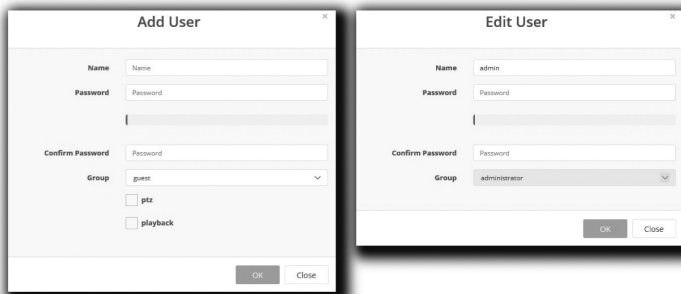 Add User
×
Name Name
Password Password
Confirm Password Password
Group guest
ptz
playback
OK Close
Edit User
×
Name admin
Password Password
Confirm Password Password
Group administrator
OK Close